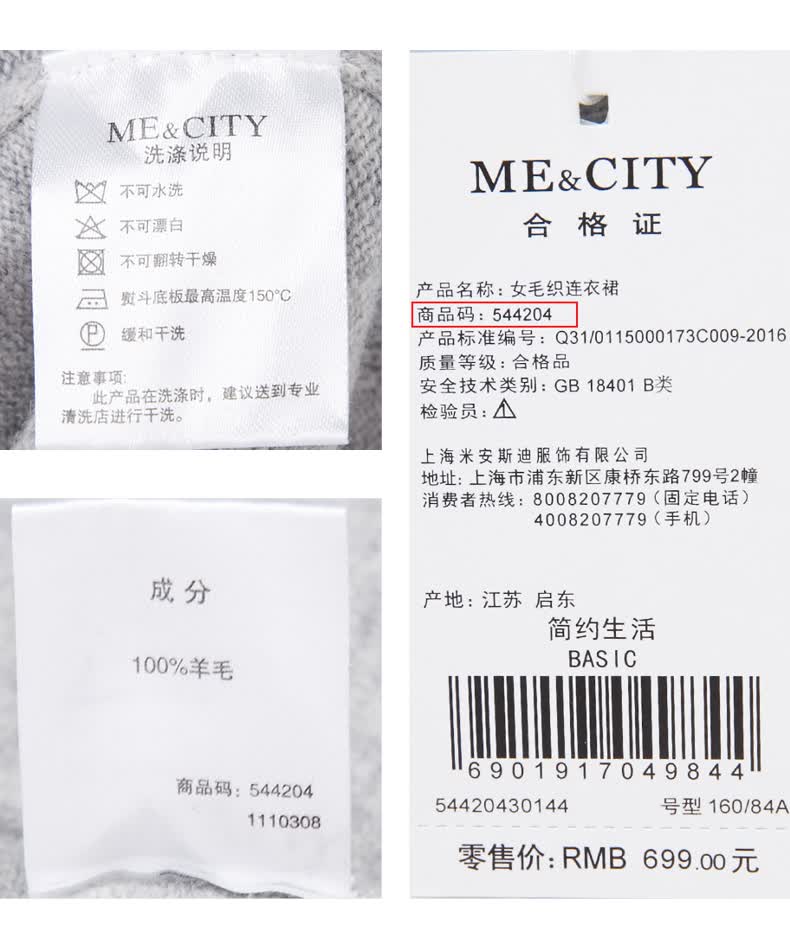 ME&CITY
洗涤说明
不可水洗
不可漂白
不可翻转干燥
熨斗底板最高温度150℃
P 缓和干洗
注意事项:
此产品在洗涤时，建议送到专业
清洗店进行干洗。
成分
100%羊毛
商品码: 544204
1110308
ME&CITY
合格证
产品名称: 女毛织连衣裙
商品码: 544204
产品标准编号: Q31/0115000173C009-2016
质量等级: 合格品
安全技术类别: GB 18401 B类
检验员: 1
上海米安斯迪服饰有限公司
地址: 上海市浦东新区康桥东路799号2幢
消费者热线: 8008207779（固定电话）
4008207779（手机）
产地: 江苏 启东
简约生活
BASIC
6901917049844
54420430144 号型 160/84A
零售价: RMB 699.00 元